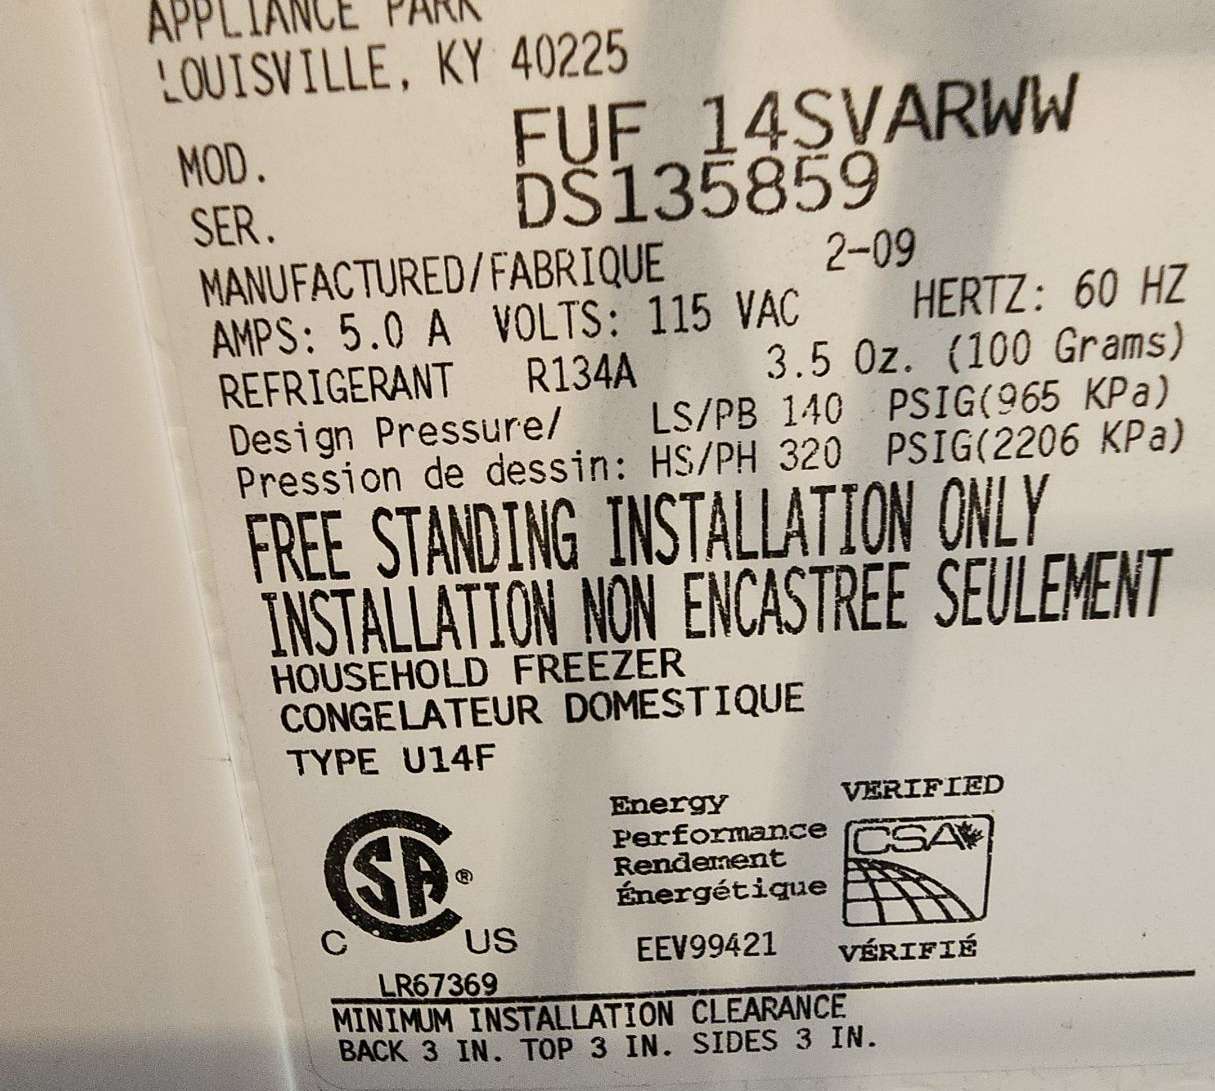 APPLIANCE PARK
LOUISVILLE, KY 40225
MOD. FUF 14SVARWW
SER. DS135859
MANUFACTURED/FABRIQUE 2-09
AMPS: 5.0 A VOLTS: 115 VAC HERTZ: 60 HZ
REFRIGERANT R134A 3.5 Oz. (100 Grams)
Design Pressure/ LS/PB 140 PSIG(965 KPa)
Pression de dessin: HS/PH 320 PSIG(2206 KPa)
FREE STANDING INSTALLATION ONLY
INSTALLATION NON ENCASTREE SEULEMENT
HOUSEHOLD FREEZER
CONGELATEUR DOMESTIQUE
TYPE U14F
CSA®
C US
LR67369
Energy
Performance
Rendement
Énergétique
EEV99421
VERIFIED
CSA
VÉRIFIÉ
MINIMUM INSTALLATION CLEARANCE
BACK 3 IN. TOP 3 IN. SIDES 3 IN.